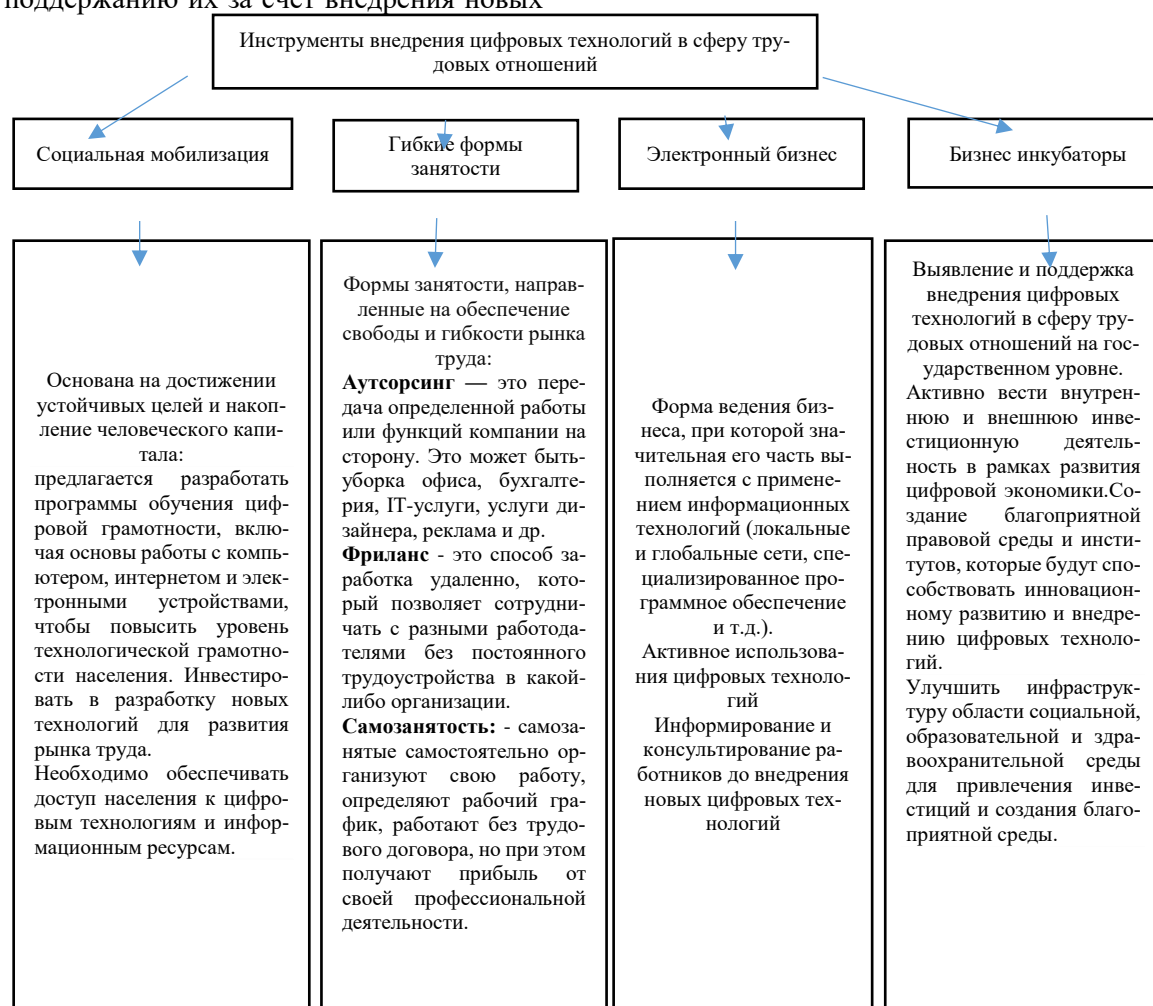 поддержанию их за счет внедрения новых
Инструменты внедрения цифровых технологий в сферу тру-
довых отношений
Социальная мобилизация
Гибкие формы
занятости
Электронный бизнес
Бизнес инкубаторы
Основана на достижении
устойчивых целей и накоп-
ление человеческого капи-
тала:
предлагается разработать
программы обучения циф-
ровой грамотности, вклю-
чая основы работы с компь-
ютером, интернетом и элек-
тронными устройствами,
чтобы повысить уровень
технологической грамотно-
сти населения. Инвестиро-
вать в разработку новых
технологий для развития
рынка труда.
Необходимо обеспечивать
доступ населения к цифро-
вым технологиям и инфор-
мационным ресурсам.
Формы занятости, направ-
ленные на обеспечение
свободы и гибкости рынка
труда:
Аутсорсинг — это пере-
дача определенной работы
или функций компании на
сторону. Это может быть-
уборка офиса, бухгалте-
рия, IT-услуги, услуги ди-
зайнера, реклама и др.
Фриланс - это способ за-
работка удаленно, кото-
рый позволяет сотрудни-
чать с разными работода-
телями без постоянного
трудоустройства в какой-
либо организации.
Самозанятость: - самоза-
нятые самостоятельно ор-
ганизуют свою работу,
определяют рабочий гра-
фик, работают без трудо-
вого договора, но при этом
получают прибыль от
своей профессиональной
деятельности.
Форма ведения биз-
неса, при которой зна-
чительная его часть вы-
полняется с примене-
нием информационных
технологий (локальные
и глобальные сети, спе-
циализированное про-
граммное обеспечение
и т.д.).
Активное использова-
ния цифровых техноло-
гий
Информирование и
консультирование ра-
ботников до внедрения
новых цифровых тех-
нологий
Выявление и поддержка
внедрения цифровых
технологий в сферу тру-
довых отношений на гос-
ударственном уровне.
Активно вести внутрен-
нюю и внешнюю инве-
стиционную деятель-
ность в рамках развития
цифровой экономики.Со-
здание благоприятной
правовой среды и инсти-
тутов, которые будут спо-
собствовать инновацион-
ному развитию и внедре-
нию цифровых техноло-
гий.
Улучшить инфраструк-
туру области социальной,
образовательной и здра-
воохранительной среды
для привлечения инве-
стиций и создания благо-
приятной среды.